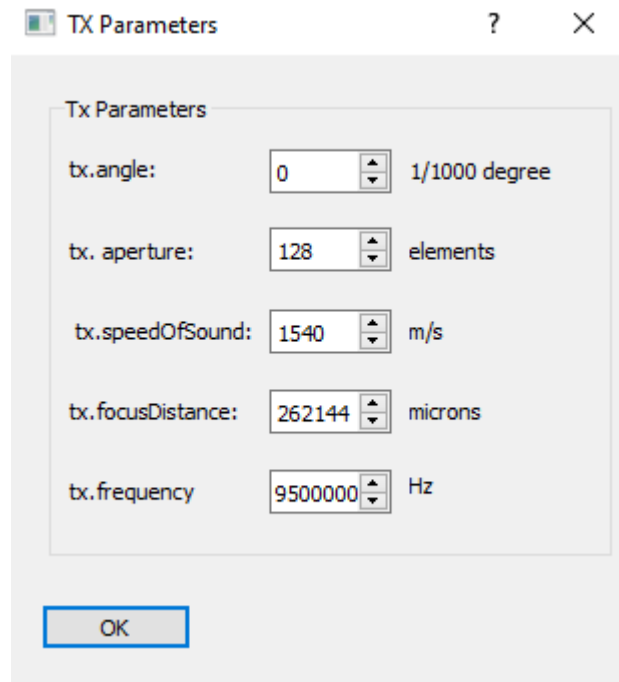 TX Parameters ?
Tx Parameters
tx.angle: 0 1/1000 degree
tx. aperture: 128 elements
tx.speedOfSound: 1540 m/s
tx.focusDistance: 262144 microns
tx.frequency 9500000 Hz
OK